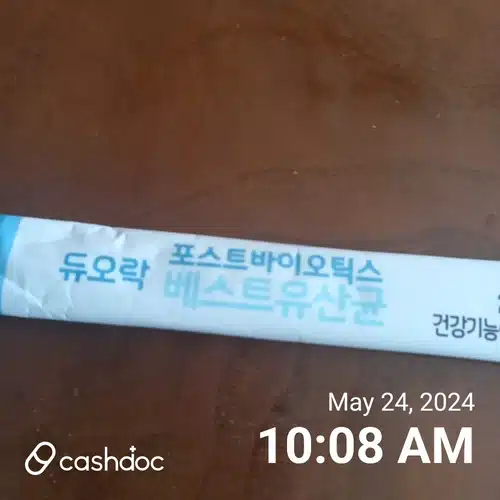 듀오락
포스트바이오틱스
베스트유산균
건강기능
May 24, 2024
10:08 AM
cashdoc